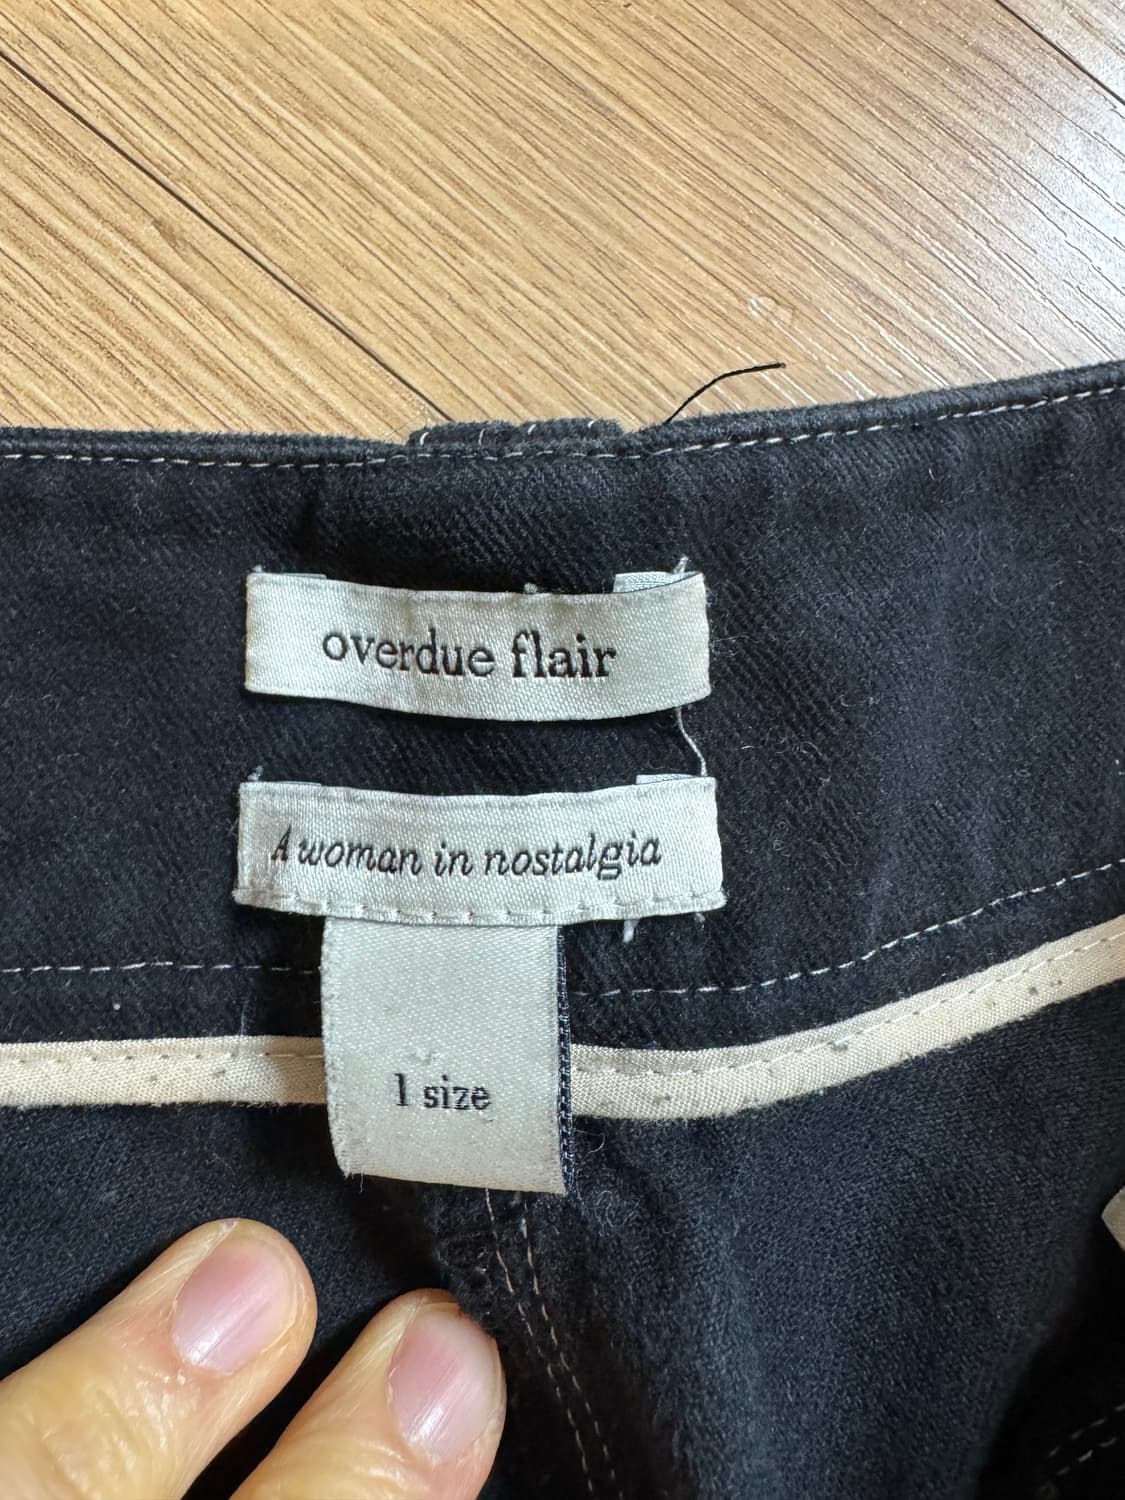 overdue flair
A woman in nostalgia
1 size